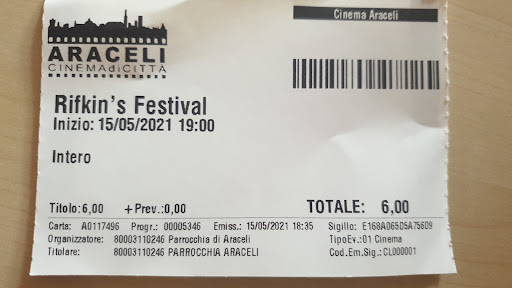 Cinema Araceli
ARACELI
CINEMAdiCITTÀ
Rifkin's Festival
Inizio: 15/05/2021 19:00
Intero
Titolo:6,00 + Prev.:0,00 TOTALE: 6,00
Carta: A0117496 Progr.: 00005346 Emiss.: 15/05/2021 18:35 Sigillo: E168A065D5A756D9
Organizzatore: 80003110246 Parrocchia di Araceli TipoEv.:01 Cinema
Titolare: 80003110246 PARROCCHIA ARACELI Cod.Em.Sig.: CL000001